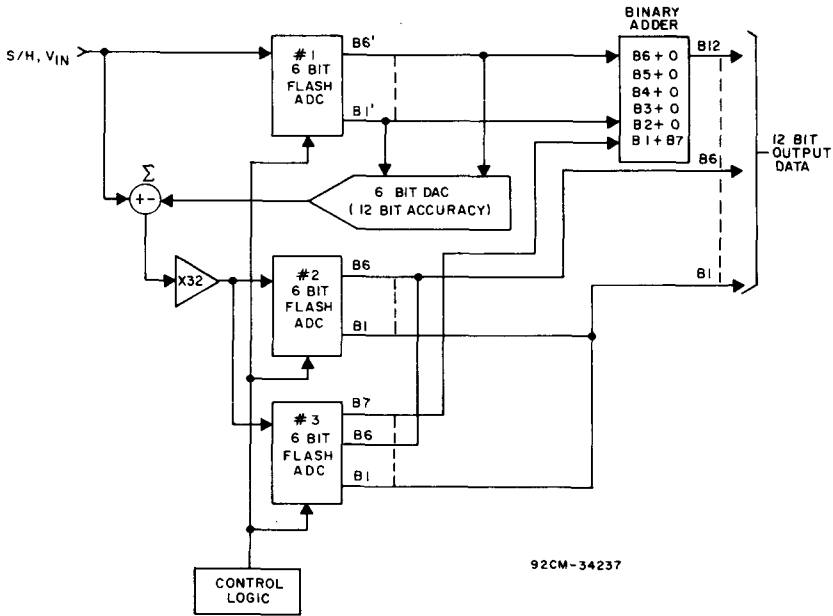 S/H, VIN
#1
6 BIT
FLASH
ADC
B6'
B1'
BINARY
ADDER
B6+0
B5+0
B4+0
B3+0
B2+0
B1+B7
B12
B6
B1
12 BIT
OUTPUT
DATA
Σ
+-
6 BIT DAC
(12 BIT ACCURACY)
X32
#2
6 BIT
FLASH
ADC
B6
B1
#3
6 BIT
FLASH
ADC
B7
B6
B1
CONTROL
LOGIC
92CM-34237